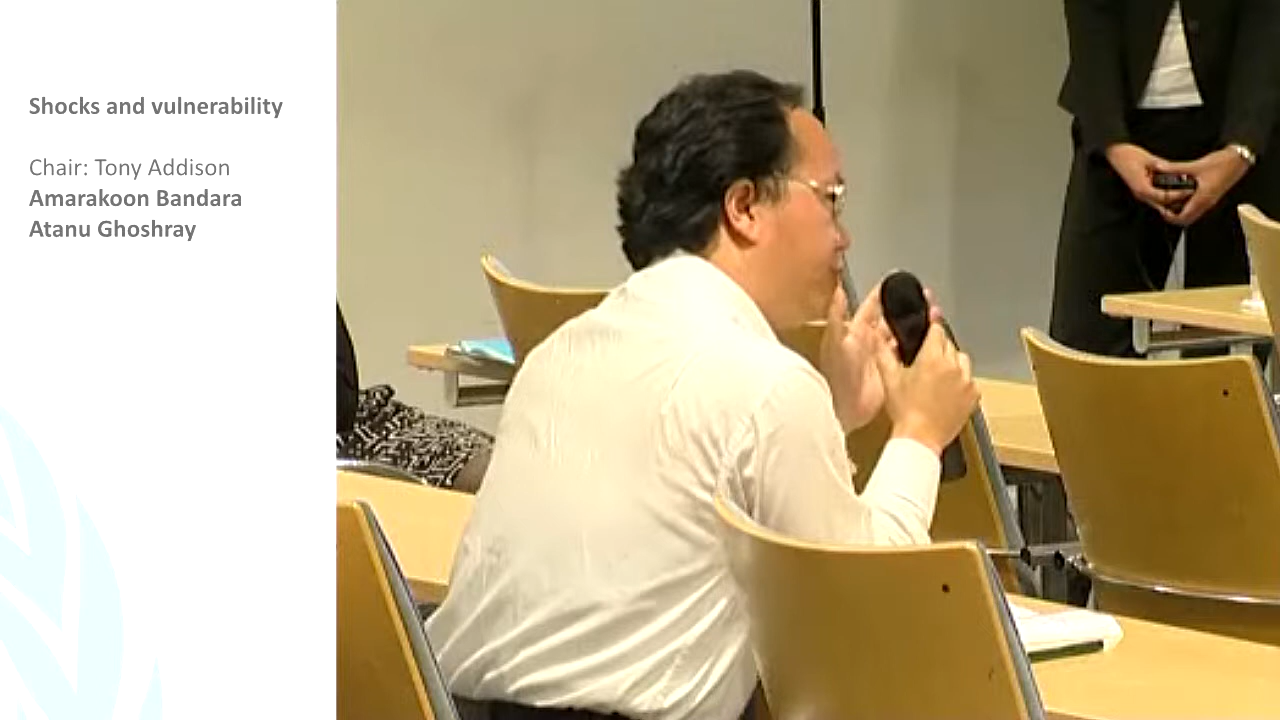 Shocks and vulnerability
Chair: Tony Addison
Amarakoon Bandara
Atanu Ghoshray